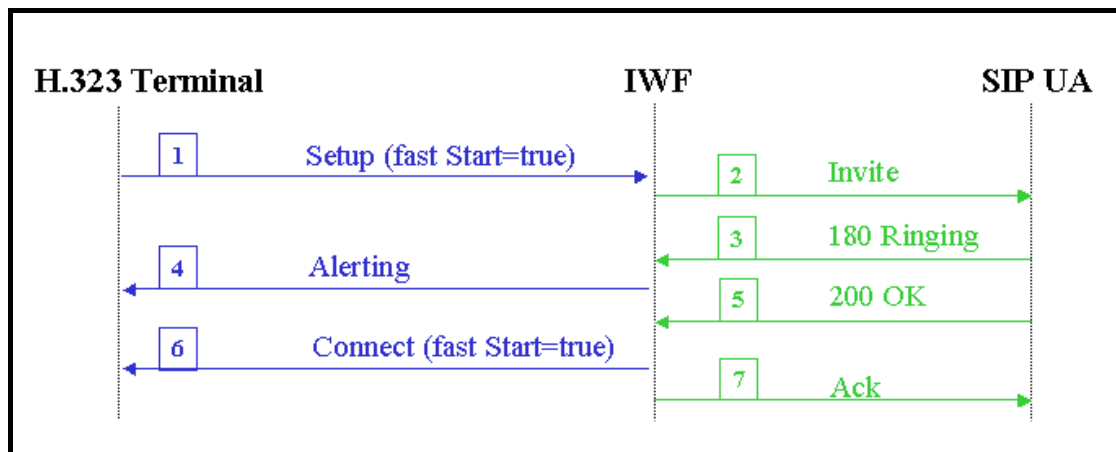 H.323 Terminal IWF SIP UA
1 Setup (fast Start=true)
2 Invite
3 180 Ringing
4 Alerting
5 200 OK
6 Connect (fast Start=true)
7 Ack